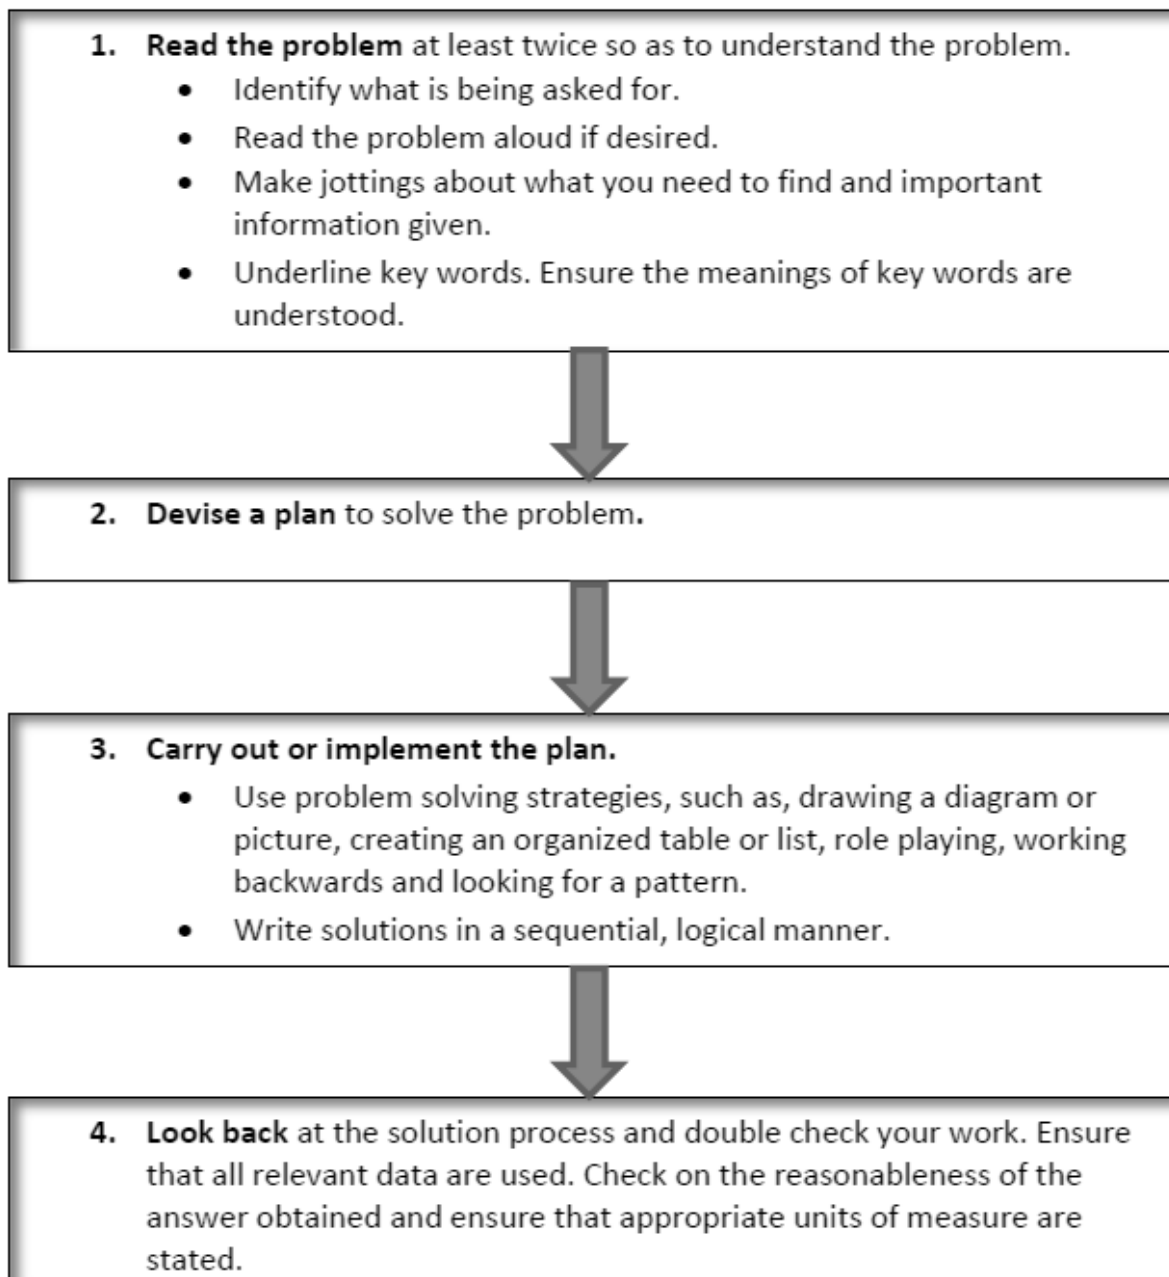 1. Read the problem at least twice so as to understand the problem.
• Identify what is being asked for.
• Read the problem aloud if desired.
• Make jottings about what you need to find and important
information given.
• Underline key words. Ensure the meanings of key words are
understood.
2. Devise a plan to solve the problem.
3. Carry out or implement the plan.
• Use problem solving strategies, such as, drawing a diagram or
picture, creating an organized table or list, role playing, working
backwards and looking for a pattern.
• Write solutions in a sequential, logical manner.
4. Look back at the solution process and double check your work. Ensure
that all relevant data are used. Check on the reasonableness of the
answer obtained and ensure that appropriate units of measure are
stated.